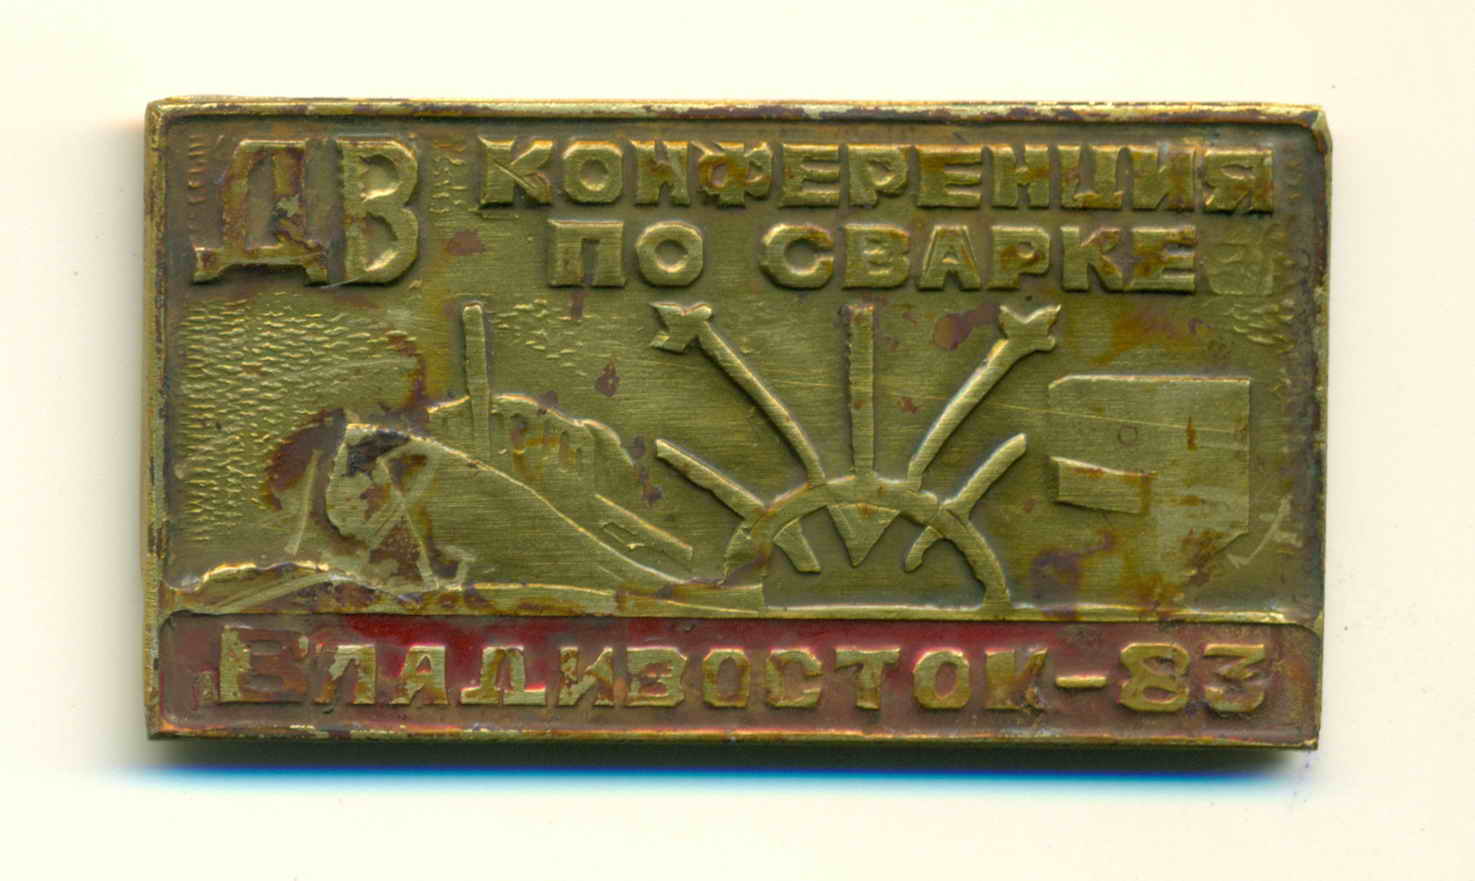 ДВ КОНФЕРЕНЦИЯ
ПО СВАРКЕ
ВЛАДИВОСТОК-83